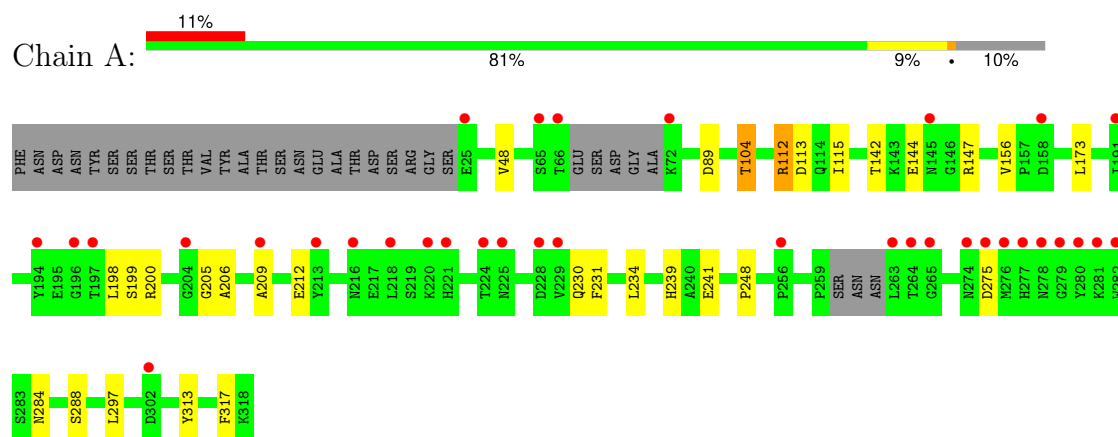 11%
Chain A:
81% 9% • 10%
PHE ASN ASP ASN TYR SER SER THR SER THR VAL TYR ALA THR SER ASN GLU ALA THR ASP SER ARG GLY SER E25 V48 S65 T66 GLU SER ASP GLY ALA K72 D89 T104 R112 D113 Q114 I115 T142 K143 E144 N145 G146 R147 V156 P157 D158 L173
Y194 E195 G196 T197 L198 S199 R200 G204 G205 A206 A209 E212 Y213 N216 E217 L218 S219 K220 H221 T224 N225 D228 V229 Q230 F231 L234 H239 A240 E241 P248 P256 P259 SER ASN ASN L263 T264 G265 N274 D275 M276 H277 N278 G279 Y280 K281
S283 N284 S288 L297 D302 Y313 F317 K318